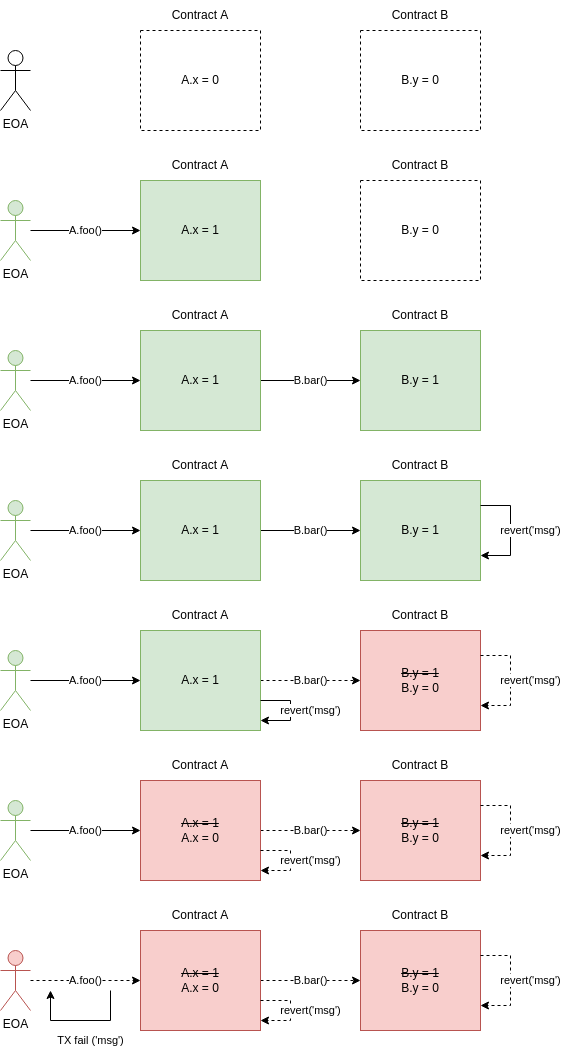 Contract A
Contract B
A.x = 0
B.y = 0
EOA
Contract A
Contract B
A.foo()
A.x = 1
B.y = 0
EOA
Contract A
Contract B
A.foo()
A.x = 1
B.bar()
B.y = 1
EOA
Contract A
Contract B
A.foo()
A.x = 1
B.bar()
B.y = 1
revert('msg')
EOA
Contract A
Contract B
A.foo()
A.x = 1
B.bar()
B.y = 1
B.y = 0
revert('msg')
revert('msg')
EOA
Contract A
Contract B
A.foo()
A.x = 1
A.x = 0
B.bar()
B.y = 1
B.y = 0
revert('msg')
revert('msg')
EOA
Contract A
Contract B
A.foo()
A.x = 1
A.x = 0
B.bar()
B.y = 1
B.y = 0
revert('msg')
revert('msg')
EOA
TX fail ('msg')